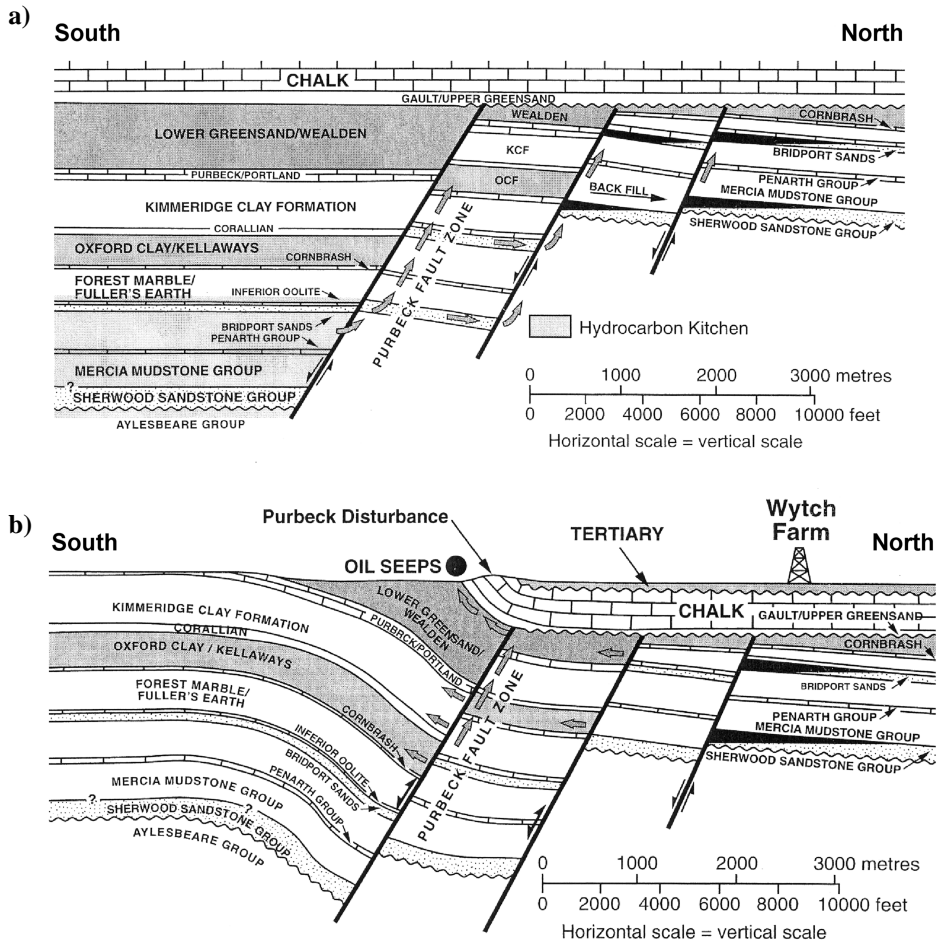 a)
South
North
CHALK
GAULT/UPPER GREENSAND
WEALDEN
CORNBRASH
LOWER GREENSAND/WEALDEN
KCF
BRIDPORT SANDS
PURBECK/PORTLAND
OCF
BACK FILL
PENARTH GROUP
MERCIA MUDSTONE GROUP
KIMMERIDGE CLAY FORMATION
SHERWOOD SANDSTONE GROUP
CORALLIAN
OXFORD CLAY/KELLAWAYS
CORNBRASH
PURBECK FAULT ZONE
FOREST MARBLE/
FULLER'S EARTH
INFERIOR OOLITE
BRIDPORT SANDS
PENARTH GROUP
Hydrocarbon Kitchen
MERCIA MUDSTONE GROUP
?
SHERWOOD SANDSTONE GROUP
AYLESBEARE GROUP
0 1000 2000 3000 metres
0 2000 4000 6000 8000 10000 feet
Horizontal scale = vertical scale
b)
South
North
Purbeck Disturbance
TERTIARY
Wytch
Farm
OIL SEEPS
LOWER GREENSAND/
WEALDEN
CHALK
GAULT/UPPER GREENSAND
KIMMERIDGE CLAY FORMATION
CORALLIAN
PURBRCK/PORTLAND
CORNBRASH
OXFORD CLAY / KELLAWAYS
BRIDPORT SANDS
FOREST MARBLE/
FULLER'S EARTH
CORNBRASH
PURBECK FAULT ZONE
PENARTH GROUP
MERCIA MUDSTONE GROUP
SHERWOOD SANDSTONE GROUP
INFERIOR OOLITE
BRIDPORT SANDS
PENARTH GROUP
MERCIA MUDSTONE GROUP
?
?
SHERWOOD SANDSTONE GROUP
AYLESBEARE GROUP
0 1000 2000 3000 metres
0 2000 4000 6000 8000 10000 feet
Horizontal scale = vertical scale